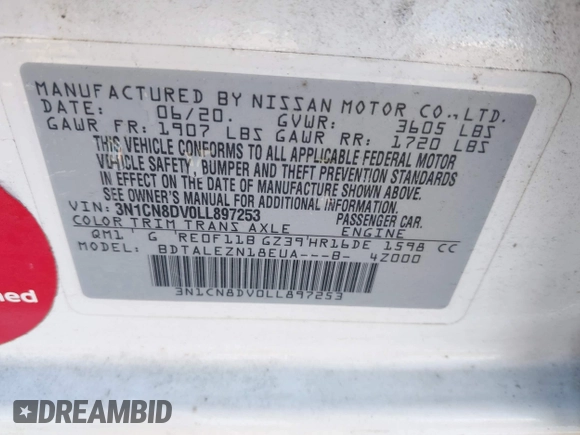 MANUFACTURED BY NISSAN MOTOR CO.,LTD.
DATE: 06/20. GVWR: 3605 LBS
GAWR FR: 1907 LBS GAWR RR: 1720 LBS
THIS VEHICLE CONFORMS TO ALL APPLICABLE FEDERAL MOTOR
VEHICLE SAFETY, BUMPER AND THEFT PREVENTION STANDARDS
IN EFFECT ON THE DATE OF MANUFACTURE SHOWN ABOVE.
SEE OWNER'S MANUAL FOR ADDITIONAL INFORMATION.
VIN: 3N1CN8DV0LL897253 PASSENGER CAR.
COLOR TRIM TRANS AXLE ENGINE
QM1 G RE0F11B GZ39 HR16DE 1598 CC
MODEL: BDTALEZN18EUA---B- 4Z000
3N1CN8DV0LL897253
ned
DREAMBID